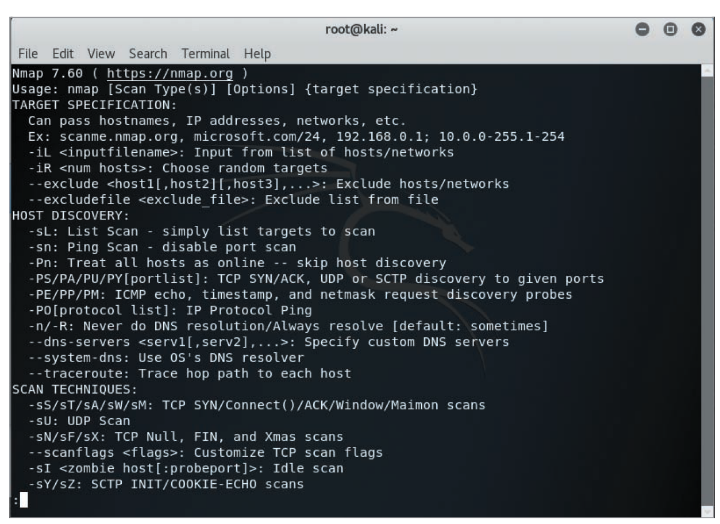 root@kali: ~
File Edit View Search Terminal Help
Nmap 7.60 ( https://nmap.org )
Usage: nmap [Scan Type(s)] [Options] {target specification}
TARGET SPECIFICATION:
  Can pass hostnames, IP addresses, networks, etc.
  Ex: scanme.nmap.org, microsoft.com/24, 192.168.0.1; 10.0.0-255.1-254
  -iL <inputfilename>: Input from list of hosts/networks
  -iR <num hosts>: Choose random targets
  --exclude <host1[,host2][,host3],...>: Exclude hosts/networks
  --excludefile <exclude_file>: Exclude list from file
HOST DISCOVERY:
  -sL: List Scan - simply list targets to scan
  -sn: Ping Scan - disable port scan
  -Pn: Treat all hosts as online -- skip host discovery
  -PS/PA/PU/PY[portlist]: TCP SYN/ACK, UDP or SCTP discovery to given ports
  -PE/PP/PM: ICMP echo, timestamp, and netmask request discovery probes
  -PO[protocol list]: IP Protocol Ping
  -n/-R: Never do DNS resolution/Always resolve [default: sometimes]
  --dns-servers <serv1[,serv2],...>: Specify custom DNS servers
  --system-dns: Use OS's DNS resolver
  --traceroute: Trace hop path to each host
SCAN TECHNIQUES:
  -sS/sT/sA/sW/sM: TCP SYN/Connect()/ACK/Window/Maimon scans
  -sU: UDP Scan
  -sN/sF/sX: TCP Null, FIN, and Xmas scans
  --scanflags <flags>: Customize TCP scan flags
  -sI <zombie host[:probeport]>: Idle scan
  -sY/sZ: SCTP INIT/COOKIE-ECHO scans
: